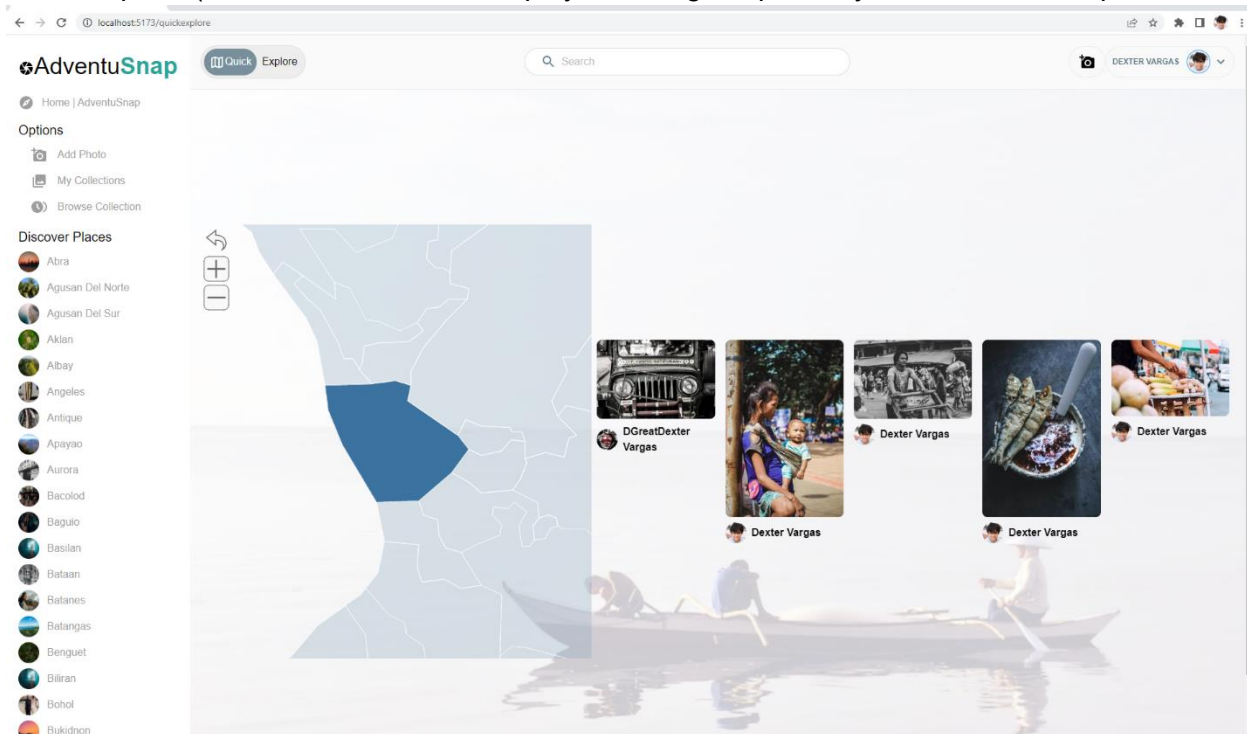 localhost:5173/quickexplore
AdventuSnap
Quick Explore
Search
DEXTER VARGAS
Home | AdventuSnap
Options
Add Photo
My Collections
Browse Collection
Discover Places
Abra
Agusan Del Norte
Agusan Del Sur
Aklan
Albay
Angeles
Antique
Apayao
Aurora
Bacolod
Baguio
Basilan
Bataan
Batanes
Batangas
Benguet
Biliran
Bohol
Bukidnon
DGreatDexter
Vargas
Dexter Vargas
Dexter Vargas
Dexter Vargas
Dexter Vargas